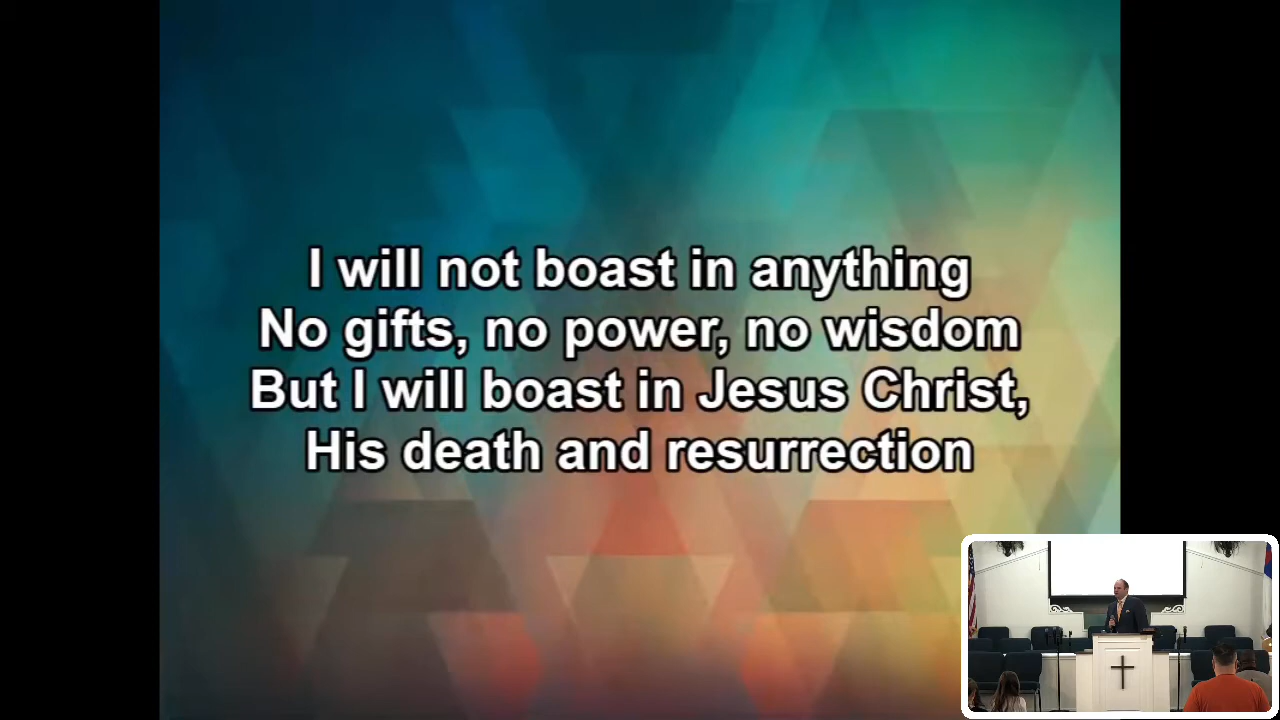 I will not boast in anything
No gifts, no power, no wisdom
But I will boast in Jesus Christ,
His death and resurrection